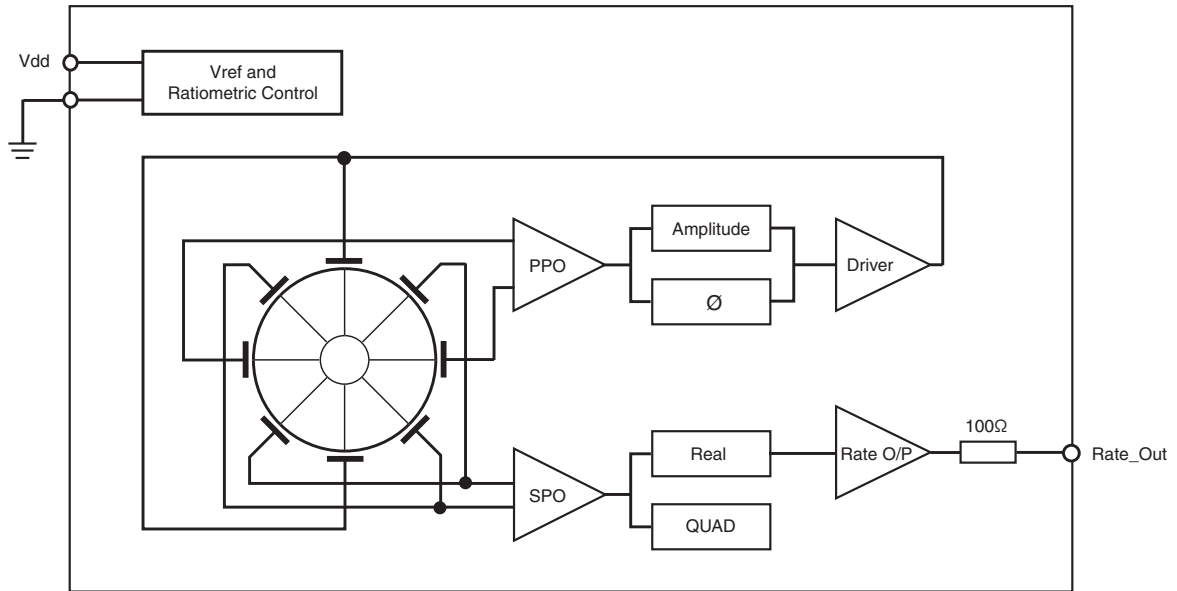 Vdd
Vref and
Ratiometric Control
PPO
Amplitude
Ø
Driver
SPO
Real
QUAD
Rate O/P
100Ω
Rate_Out